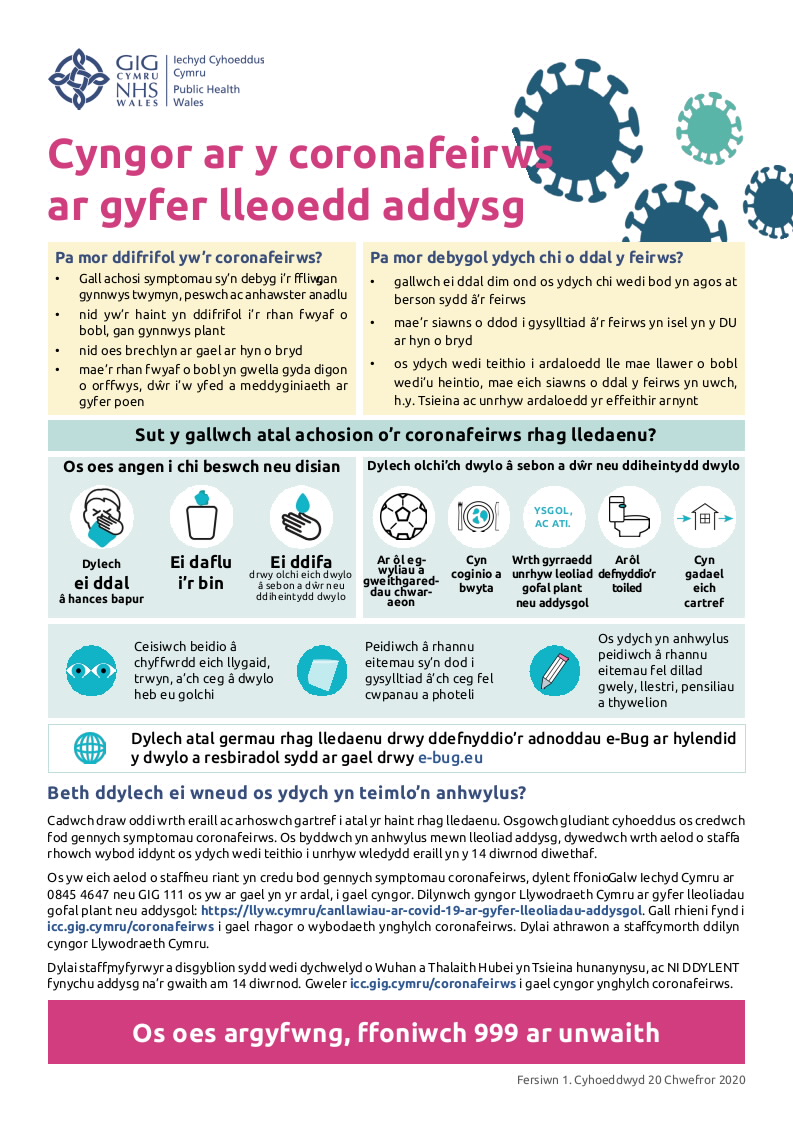 GIG
CYMRU
NHS
WALES
Iechyd Cyhoeddus
Cymru
Public Health
Wales
Cyngor ar y coronafeirws
ar gyfer lleoedd addysg
Pa mor ddifrifol yw’r coronafeirws?
• Gall achosi symptomau sy’n debyg i’r ffliw, gan
gynnwys twymyn, peswch ac anhawster anadlu
• nid yw’r haint yn ddifrifol i’r rhan fwyaf o
bobl, gan gynnwys plant
• nid oes brechlyn ar gael ar hyn o bryd
• mae’r rhan fwyaf o bobl yn gwella gyda digon
o orffwys, dŵr i’w yfed a meddyginiaeth ar
gyfer poen
Pa mor debygol ydych chi o ddal y feirws?
• gallwch ei ddal dim ond os ydych chi wedi bod yn agos at
berson sydd â’r feirws
• mae’r siawns o ddod i gysylltiad â’r feirws yn isel yn y DU
ar hyn o bryd
• os ydych wedi teithio i ardaloedd lle mae llawer o bobl
wedi’u heintio, mae eich siawns o ddal y feirws yn uwch,
h.y. Tsieina ac unrhyw ardaloedd yr effeithir arnynt
Sut y gallwch atal achosion o’r coronafeirws rhag lledaenu?
Os oes angen i chi beswch neu disian
Dylech
ei ddal
â hances bapur
Ei daflu
i’r bin
Ei ddifa
drwy olchi eich dwylo
â sebon a dŵr neu
ddiheintydd dwylo
Dylech olchi’ch dwylo â sebon a dŵr neu ddiheintydd dwylo
Ar ôl eg-
wyliau a
gweithgared-
dau chwar-
aeon
Cyn
coginio a
bwyta
YSGOL,
AC ATI.
Wrth gyrraedd
unrhyw leoliad
gofal plant
neu addysgol
Ar ôl
defnyddio’r
toiled
Cyn
gadael
eich
cartref
Ceisiwch beidio â
chyffwrdd eich llygaid,
trwyn, a’ch ceg â dwylo
heb eu golchi
Peidiwch â rhannu
eitemau sy’n dod i
gysylltiad â’ch ceg fel
cwpanau a photeli
Os ydych yn anhwylus
peidiwch â rhannu
eitemau fel dillad
gwely, llestri, pensiliau
a thywelion
Dylech atal germau rhag lledaenu drwy ddefnyddio’r adnoddau e-Bug ar hylendid
y dwylo a resbiradol sydd ar gael drwy e-bug.eu
Beth ddylech ei wneud os ydych yn teimlo’n anhwylus?
Cadwch draw oddi wrth eraill ac arhoswch gartref i atal yr haint rhag lledaenu. Osgowch gludiant cyhoeddus os credwch
fod gennych symptomau coronafeirws. Os byddwch yn anhwylus mewn lleoliad addysg, dywedwch wrth aelod o staff a
rhowch wybod iddynt os ydych wedi teithio i unrhyw wledydd eraill yn y 14 diwrnod diwethaf.
Os yw eich aelod o staff neu riant yn credu bod gennych symptomau coronafeirws, dylent ffonio Galw Iechyd Cymru ar
0845 4647 neu GIG 111 os yw ar gael yn yr ardal, i gael cyngor. Dilynwch gyngor Llywodraeth Cymru ar gyfer lleoliadau
gofal plant neu addysgol: https://llyw.cymru/canllawiau-ar-covid-19-ar-gyfer-lleoliadau-addysgol. Gall rhieni fynd i
icc.gig.cymru/coronafeirws i gael rhagor o wybodaeth ynghylch coronafeirws. Dylai athrawon a staff cymorth ddilyn
cyngor Llywodraeth Cymru.
Dylai staff, myfyrwyr a disgyblion sydd wedi dychwelyd o Wuhan a Thalaith Hubei yn Tsieina hunanynysu, ac NI DDYLENT
fynychu addysg na’r gwaith am 14 diwrnod. Gweler icc.gig.cymru/coronafeirws i gael cyngor ynghylch coronafeirws.
Os oes argyfwng, ffoniwch 999 ar unwaith
Fersiwn 1. Cyhoeddwyd 20 Chwefror 2020